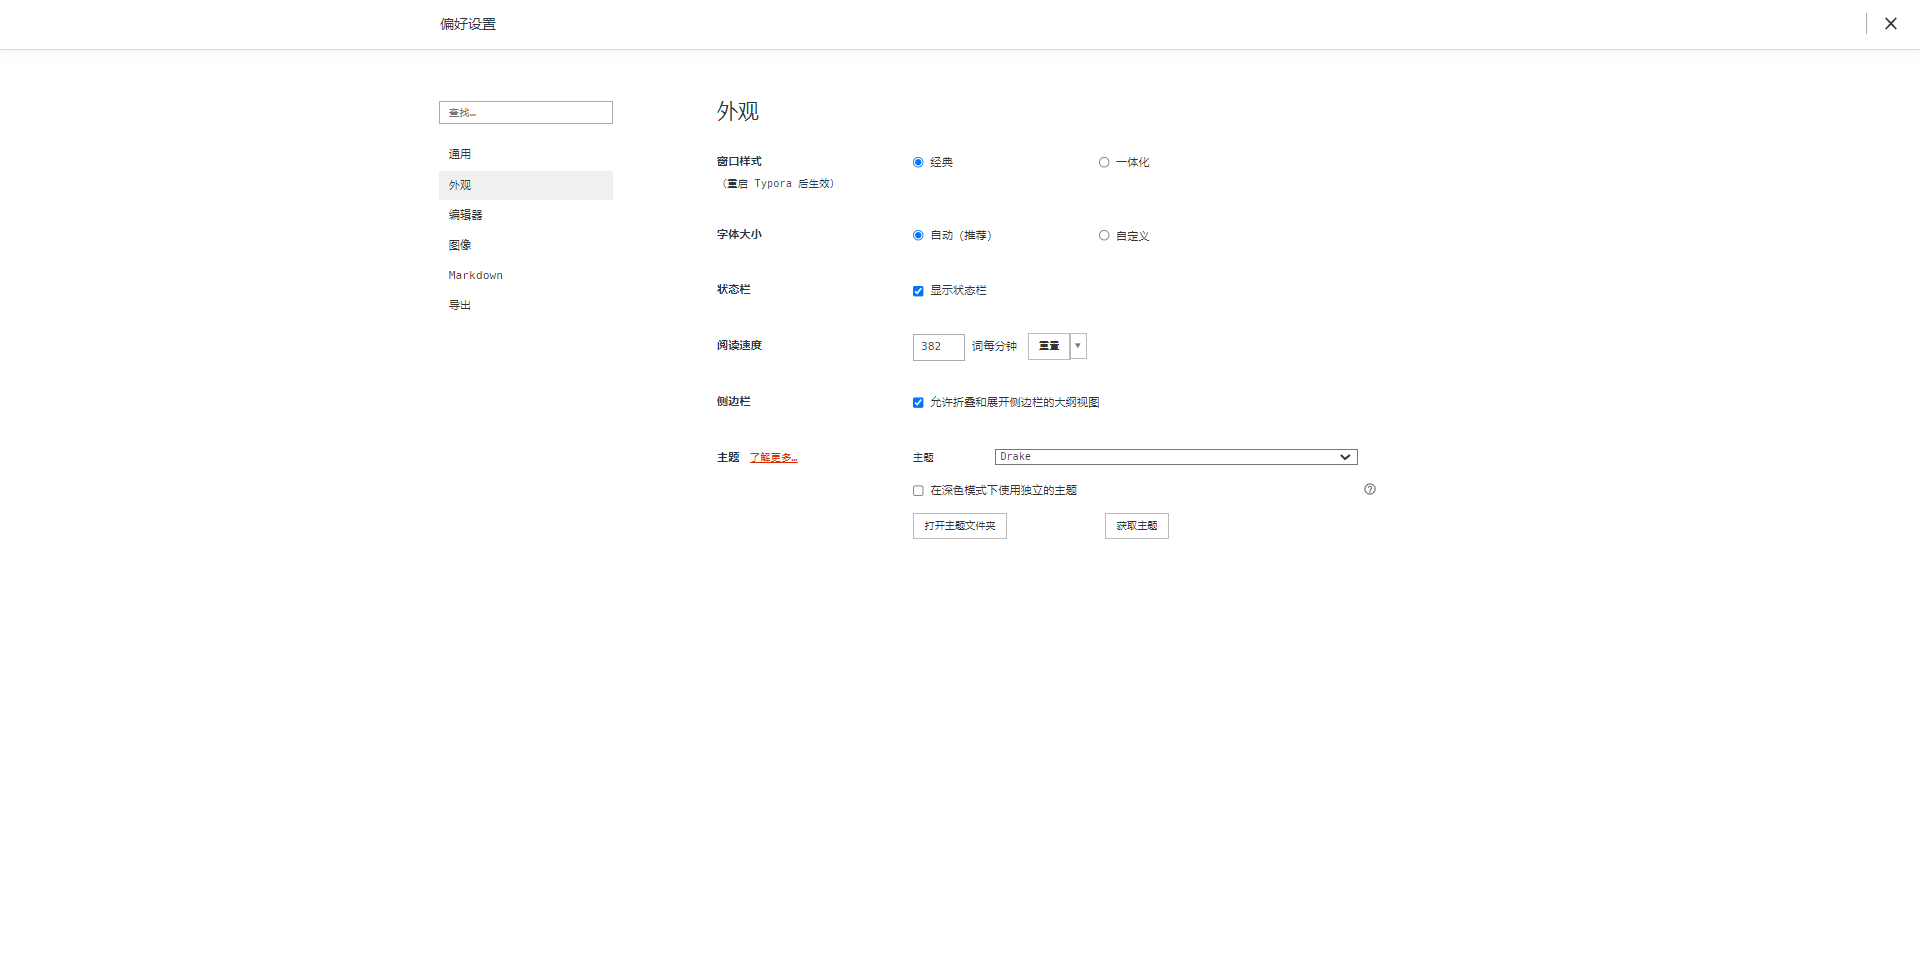 偏好设置
查找…
通用
外观
编辑器
图像
Markdown
导出
外观
窗口样式
（重启 Typora 后生效）
经典
一体化
字体大小
自动（推荐）
自定义
状态栏
显示状态栏
阅读速度
382 词每分钟 重置
侧边栏
允许折叠和展开侧边栏的大纲视图
主题 了解更多…
主题 Drake
在深色模式下使用独立的主题
打开主题文件夹
获取主题